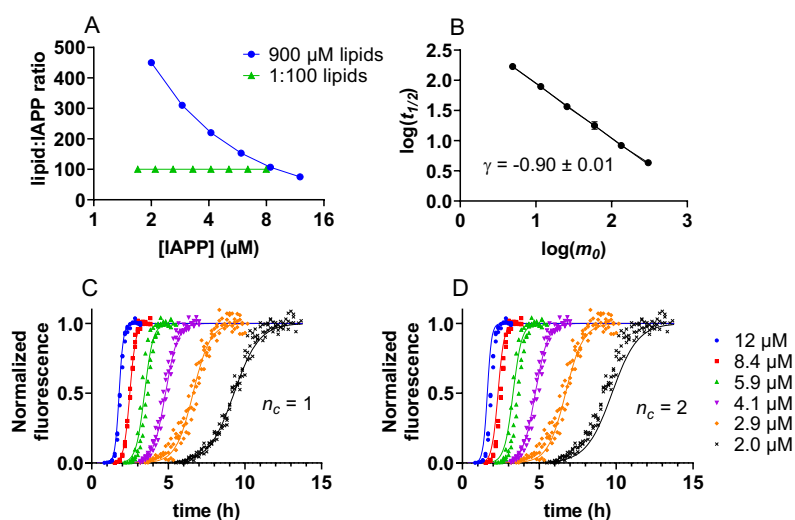 A
lipid:IAPP ratio
500
400
300
200
100
0
1
2
4
8
16
[IAPP] (µM)
900 µM lipids
1:100 lipids
B
log(t1/2)
2.5
2.0
1.5
1.0
0.5
0.0
0
1
2
3
log(m0)
γ = -0.90 ± 0.01
C
Normalized
fluorescence
1.0
0.5
0.0
0
5
10
15
time (h)
nc = 1
D
Normalized
fluorescence
1.0
0.5
0.0
0
5
10
15
time (h)
nc = 2
12 µM
8.4 µM
5.9 µM
4.1 µM
2.9 µM
2.0 µM